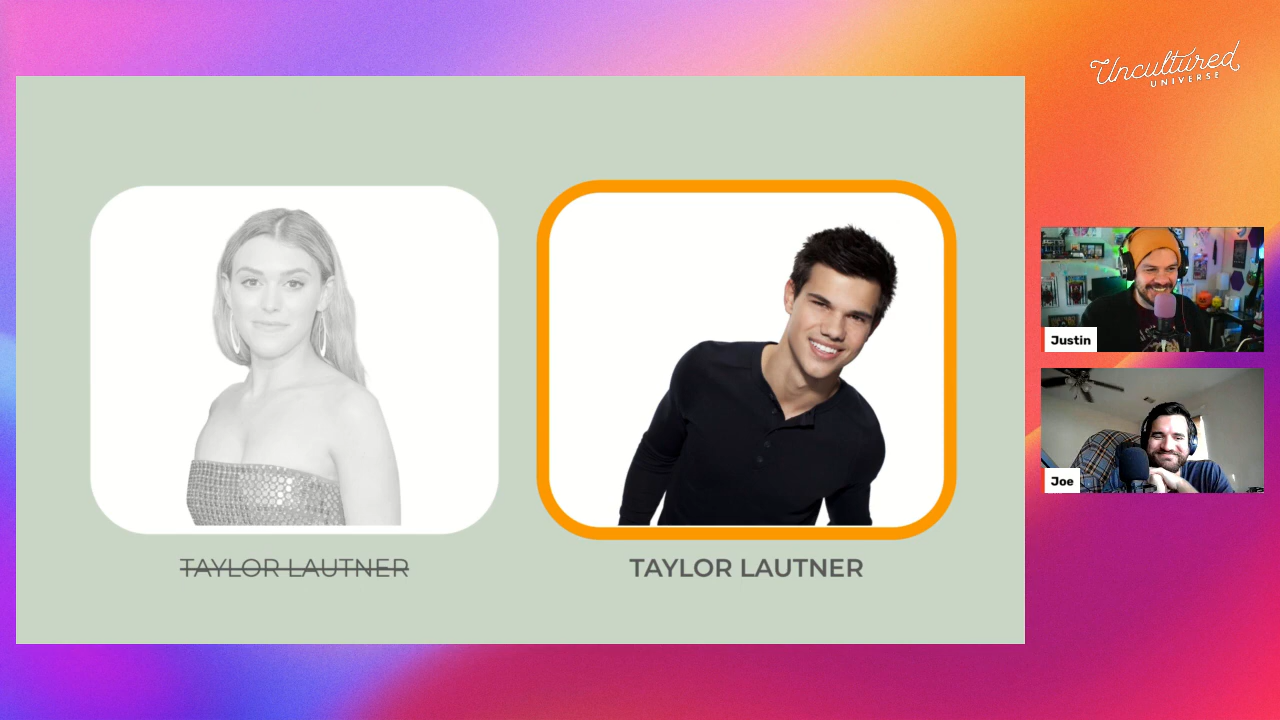 Uncultured
UNIVERSE
TAYLOR LAUTNER
TAYLOR LAUTNER
Justin
Joe